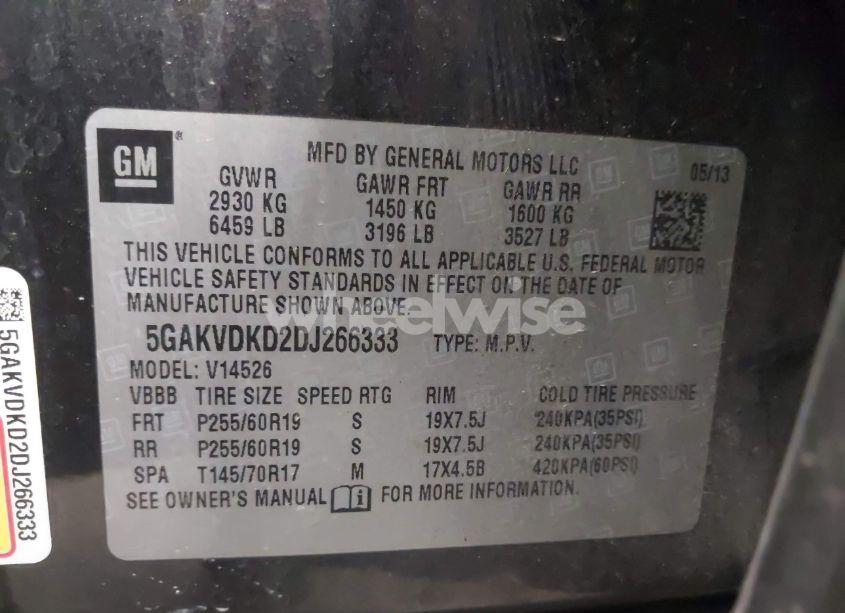 GM
MFD BY GENERAL MOTORS LLC
05/13
GVWR GAWR FRT GAWR RR
2930 KG 1450 KG 1600 KG
6459 LB 3196 LB 3527 LB
THIS VEHICLE CONFORMS TO ALL APPLICABLE U.S. FEDERAL MOTOR
VEHICLE SAFETY STANDARDS IN EFFECT ON THE DATE OF
MANUFACTURE SHOWN ABOVE.
wheelwise
5GAKVDKD2DJ266333 TYPE: M.P.V.
MODEL: V14526
VBBB TIRE SIZE SPEED RTG RIM COLD TIRE PRESSURE
FRT P255/60R19 S 19X7.5J 240KPA(35PSI)
RR P255/60R19 S 19X7.5J 240KPA(35PSI)
SPA T145/70R17 M 17X4.5B 420KPA(60PSI)
SEE OWNER'S MANUAL i FOR MORE INFORMATION.
5GAKVDKD2DJ266333